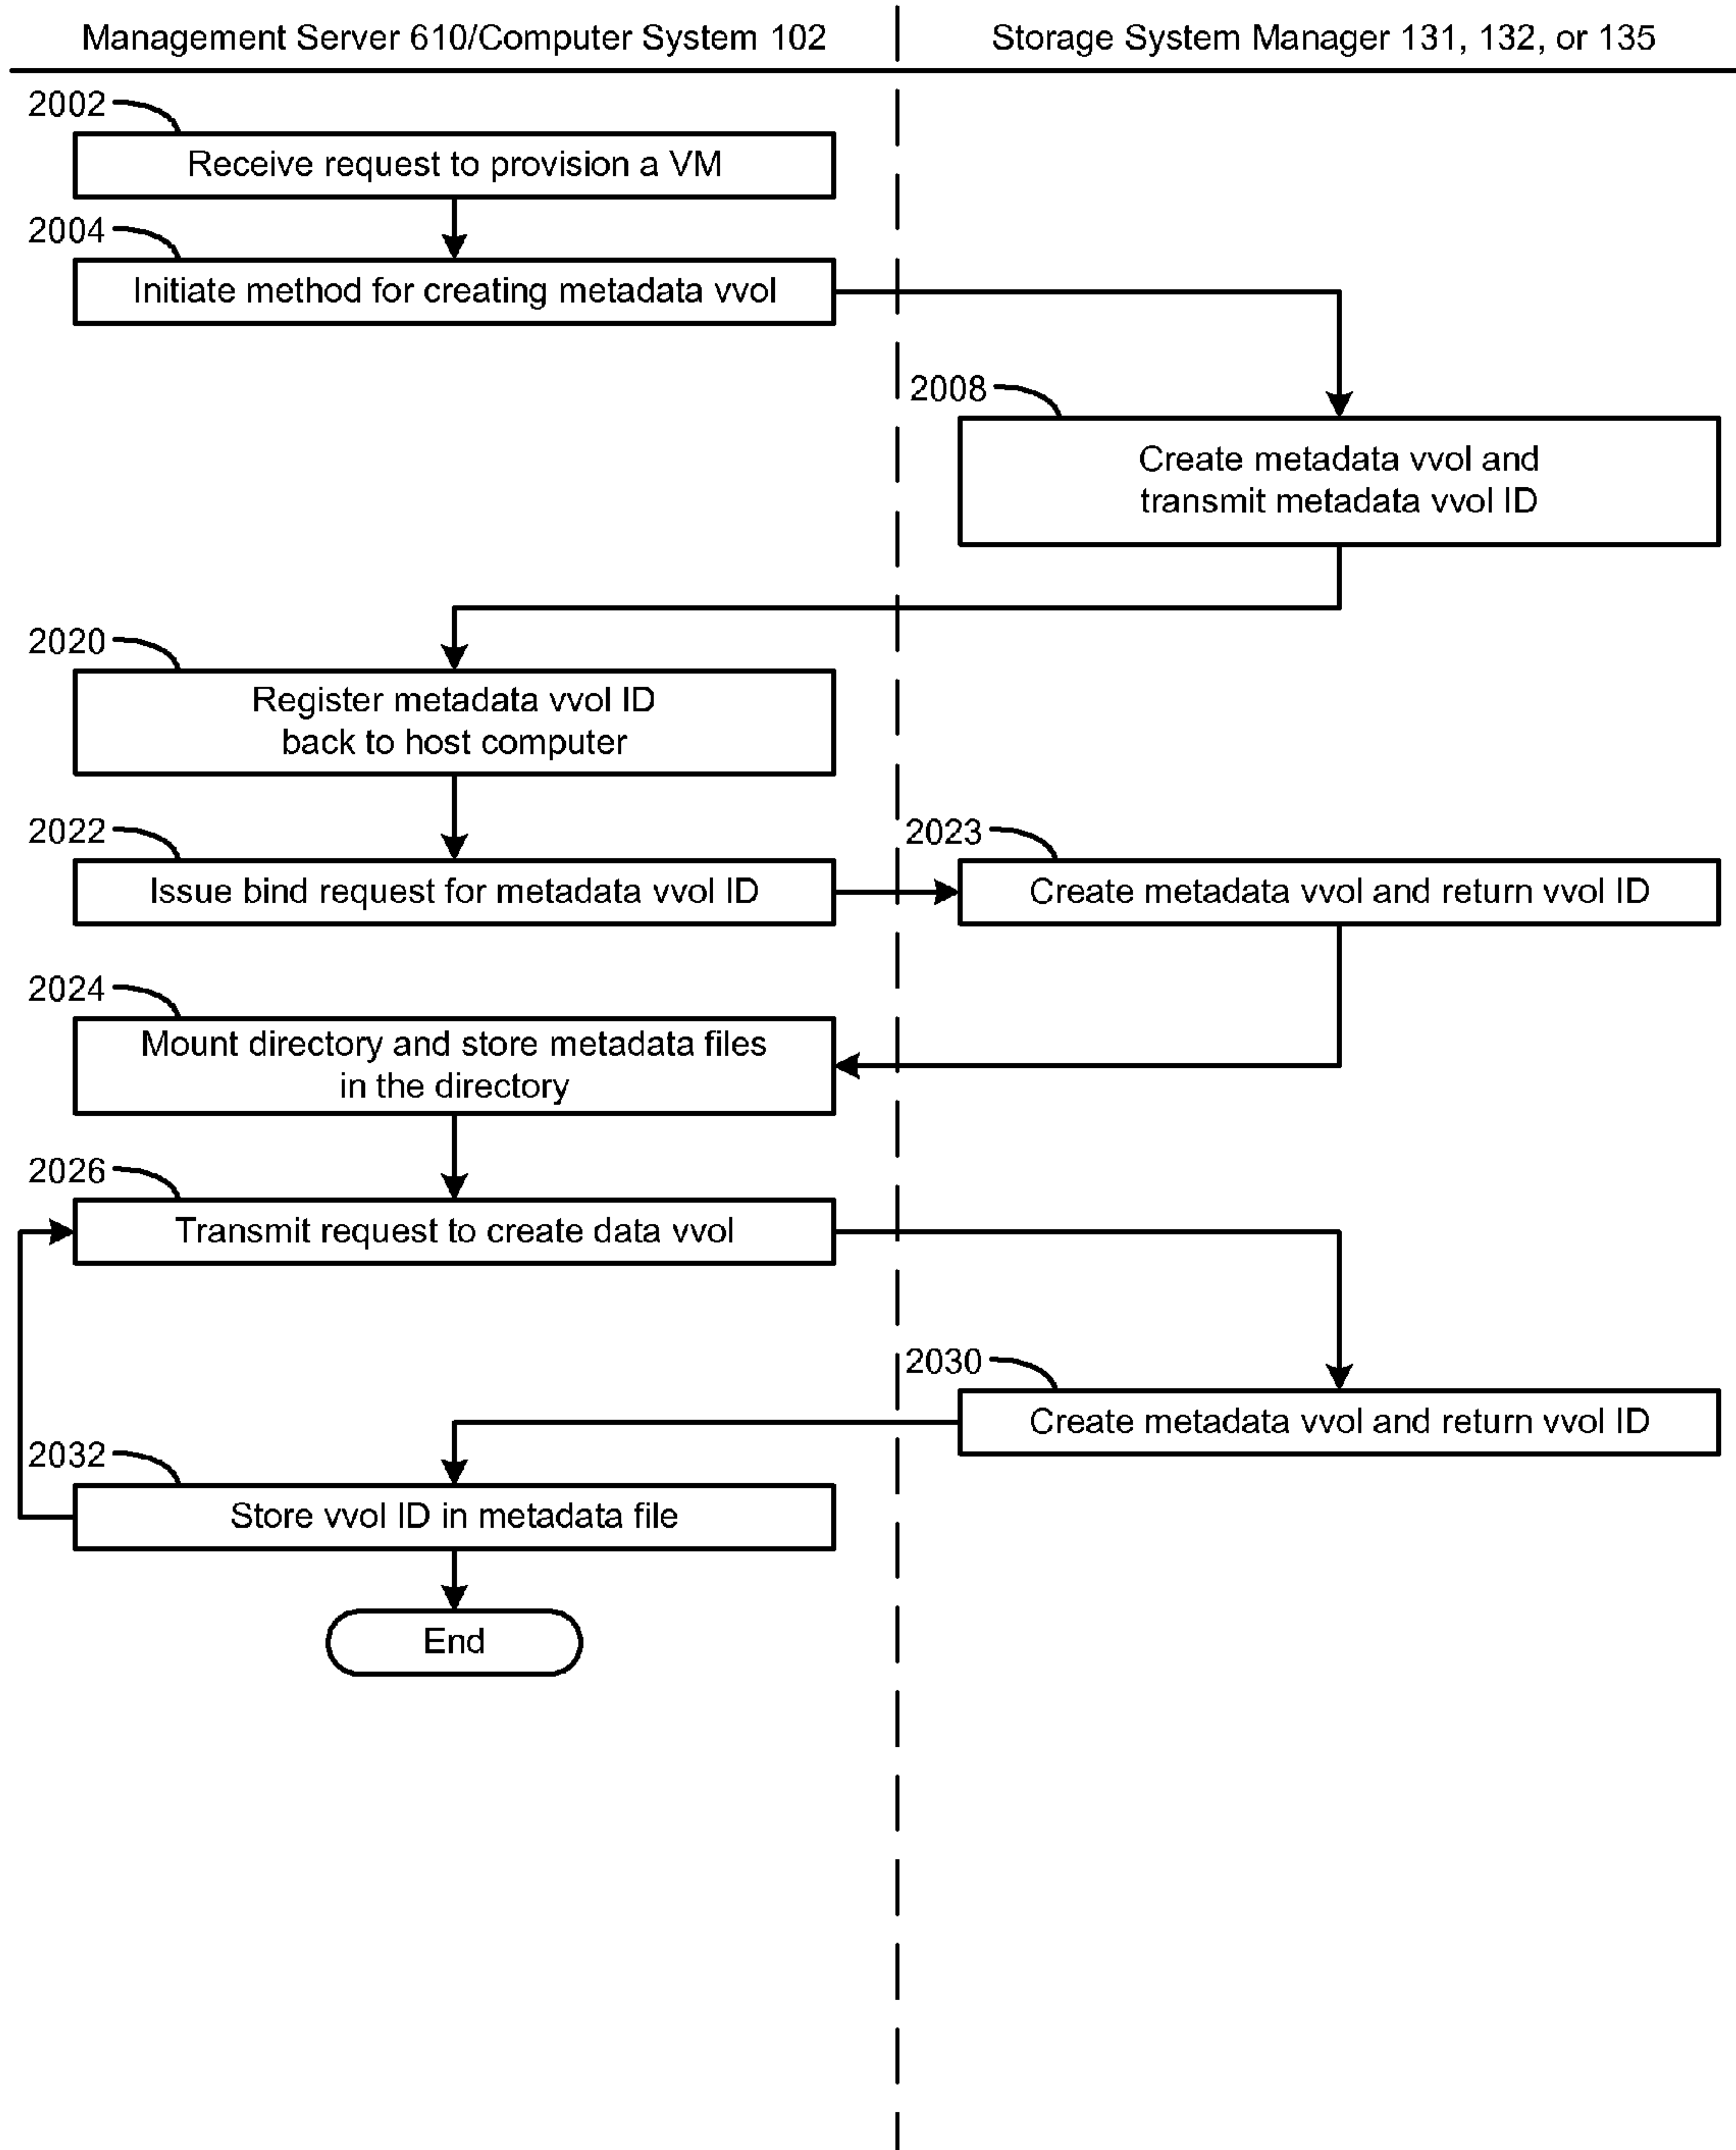 Management Server 610/Computer System 102
Storage System Manager 131, 132, or 135
2002
Receive request to provision a VM
2004
Initiate method for creating metadata vvol
2008
Create metadata vvol and
transmit metadata vvol ID
2020
Register metadata vvol ID
back to host computer
2022
Issue bind request for metadata vvol ID
2023
Create metadata vvol and return vvol ID
2024
Mount directory and store metadata files
in the directory
2026
Transmit request to create data vvol
2030
Create metadata vvol and return vvol ID
2032
Store vvol ID in metadata file
End